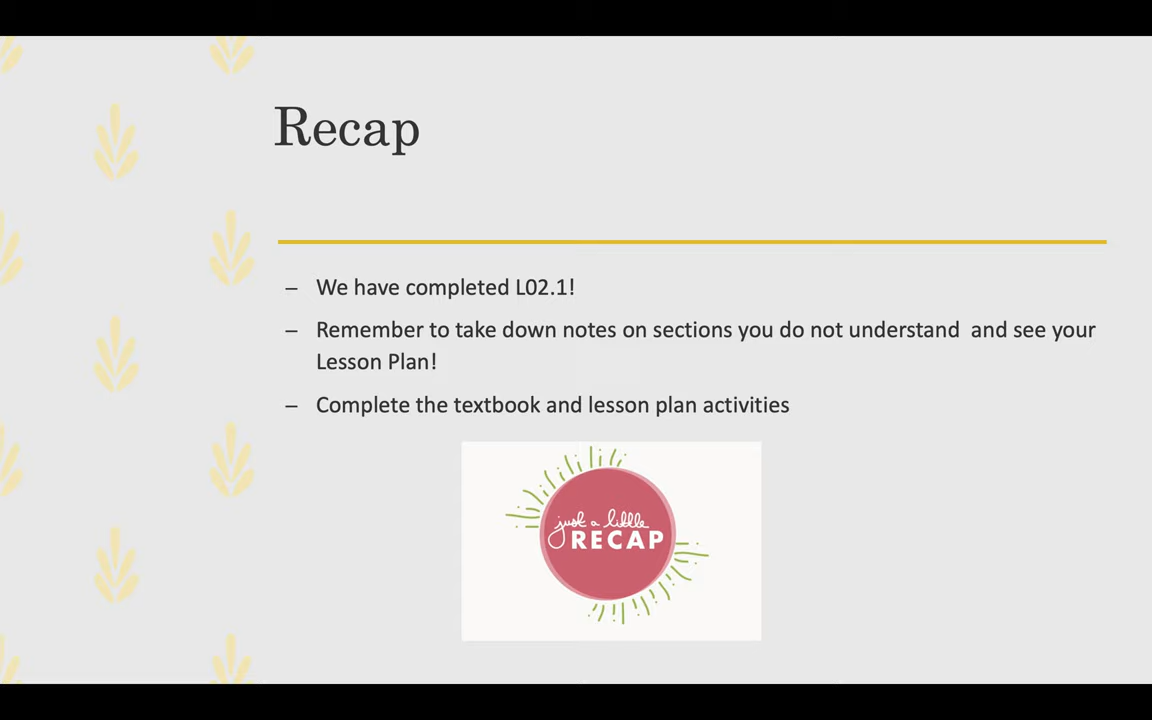 Recap
– We have completed L02.1!
– Remember to take down notes on sections you do not understand  and see your
Lesson Plan!
– Complete the textbook and lesson plan activities
just a little
RECAP